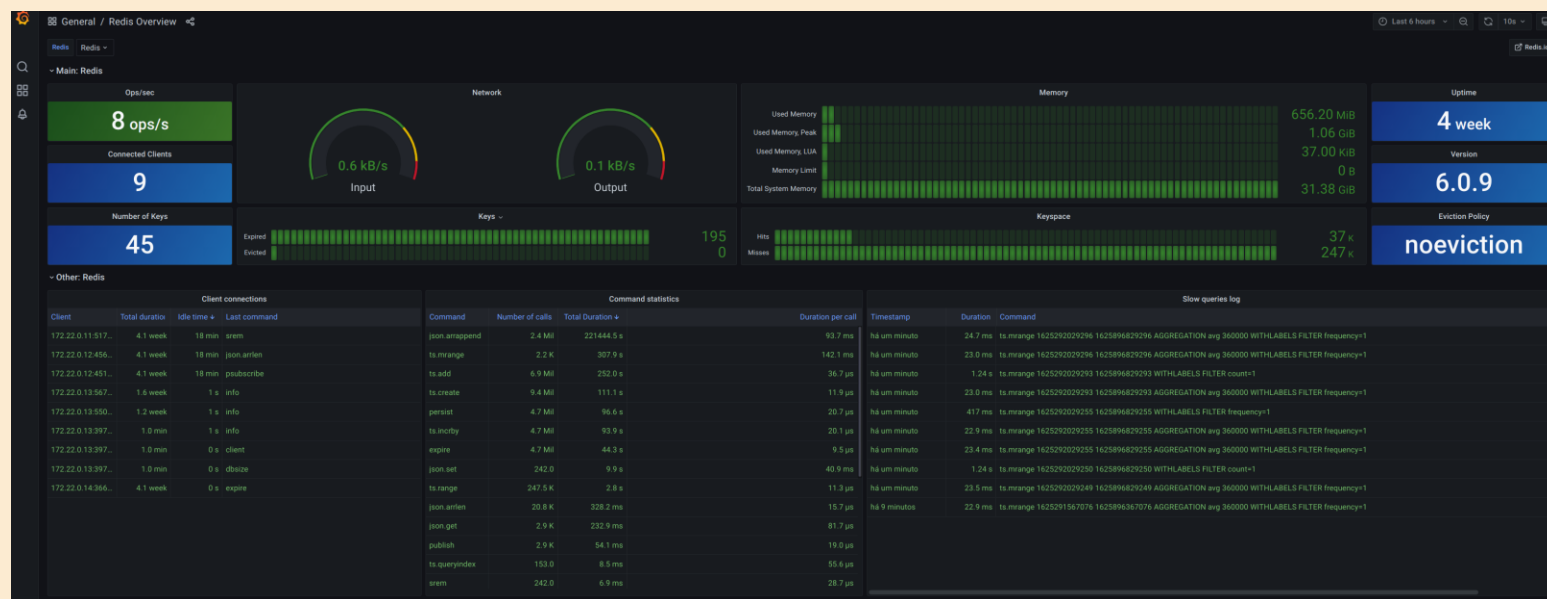 General / Redis Overview
Last 6 hours
10s
Redis Redis
Redis.io
Main: Redis
Ops/sec
8 ops/s
Connected Clients
9
Number of Keys
45
Network
0.6 kB/s
Input
0.1 kB/s
Output
Keys
Expired 195
Evicted 0
Memory
Used Memory 656.20 MiB
Used Memory, Peak 1.06 GiB
Used Memory, LUA 37.00 KiB
Memory Limit 0 B
Total System Memory 31.38 GiB
Keyspace
Hits 37 K
Misses 247 K
Uptime
4 week
Version
6.0.9
Eviction Policy
noeviction
Other: Redis
Client connections
Client Total duration Idle time Last command
172.22.0.11:517... 4.1 week 18 min srem
172.22.0.12:456... 4.1 week 18 min json.arrlen
172.22.0.12:451... 4.1 week 18 min psubscribe
172.22.0.13:567... 1.6 week 1 s info
172.22.0.13:550... 1.2 week 1 s info
172.22.0.13:397... 1.0 min 1 s info
172.22.0.13:397... 1.0 min 0 s client
172.22.0.13:397... 1.0 min 0 s dbsize
172.22.0.14:366... 4.1 week 0 s expire
Command statistics
Command Number of calls Total Duration Duration per call
json.arrappend 2.4 Mil 221444.5 s 93.7 ms
ts.mrange 2.2 K 307.9 s 142.1 ms
ts.add 6.9 Mil 252.0 s 36.7 µs
ts.create 9.4 Mil 111.1 s 11.9 µs
persist 4.7 Mil 96.6 s 20.7 µs
ts.incrby 4.7 Mil 93.9 s 20.1 µs
expire 4.7 Mil 44.3 s 9.5 µs
json.set 242.0 9.9 s 40.9 ms
ts.range 247.5 K 2.8 s 11.3 µs
json.arrlen 20.8 K 328.2 ms 15.7 µs
json.get 2.9 K 232.9 ms 81.7 µs
publish 2.9 K 54.1 ms 19.0 µs
ts.queryindex 153.0 8.5 ms 55.6 µs
srem 242.0 6.9 ms 28.7 µs
Slow queries log
Timestamp Duration Command
há um minuto 24.7 ms ts.mrange 1625292029296 1625896829296 AGGREGATION avg 360000 WITHLABELS FILTER frequency=1
há um minuto 23.0 ms ts.mrange 1625292029296 1625896829296 AGGREGATION avg 360000 WITHLABELS FILTER frequency=1
há um minuto 1.24 s ts.mrange 1625292029293 1625896829293 WITHLABELS FILTER count=1
há um minuto 23.0 ms ts.mrange 1625292029293 1625896829293 AGGREGATION avg 360000 WITHLABELS FILTER frequency=1
há um minuto 417 ms ts.mrange 1625292029255 1625896829255 WITHLABELS FILTER frequency=1
há um minuto 22.9 ms ts.mrange 1625292029255 1625896829255 AGGREGATION avg 360000 WITHLABELS FILTER frequency=1
há um minuto 23.4 ms ts.mrange 1625292029255 1625896829255 AGGREGATION avg 360000 WITHLABELS FILTER frequency=1
há um minuto 1.24 s ts.mrange 1625292029250 1625896829250 WITHLABELS FILTER count=1
há um minuto 23.5 ms ts.mrange 1625292029249 1625896829249 AGGREGATION avg 360000 WITHLABELS FILTER frequency=1
há 9 minutos 22.9 ms ts.mrange 1625291567076 1625896367076 AGGREGATION avg 360000 WITHLABELS FILTER frequency=1